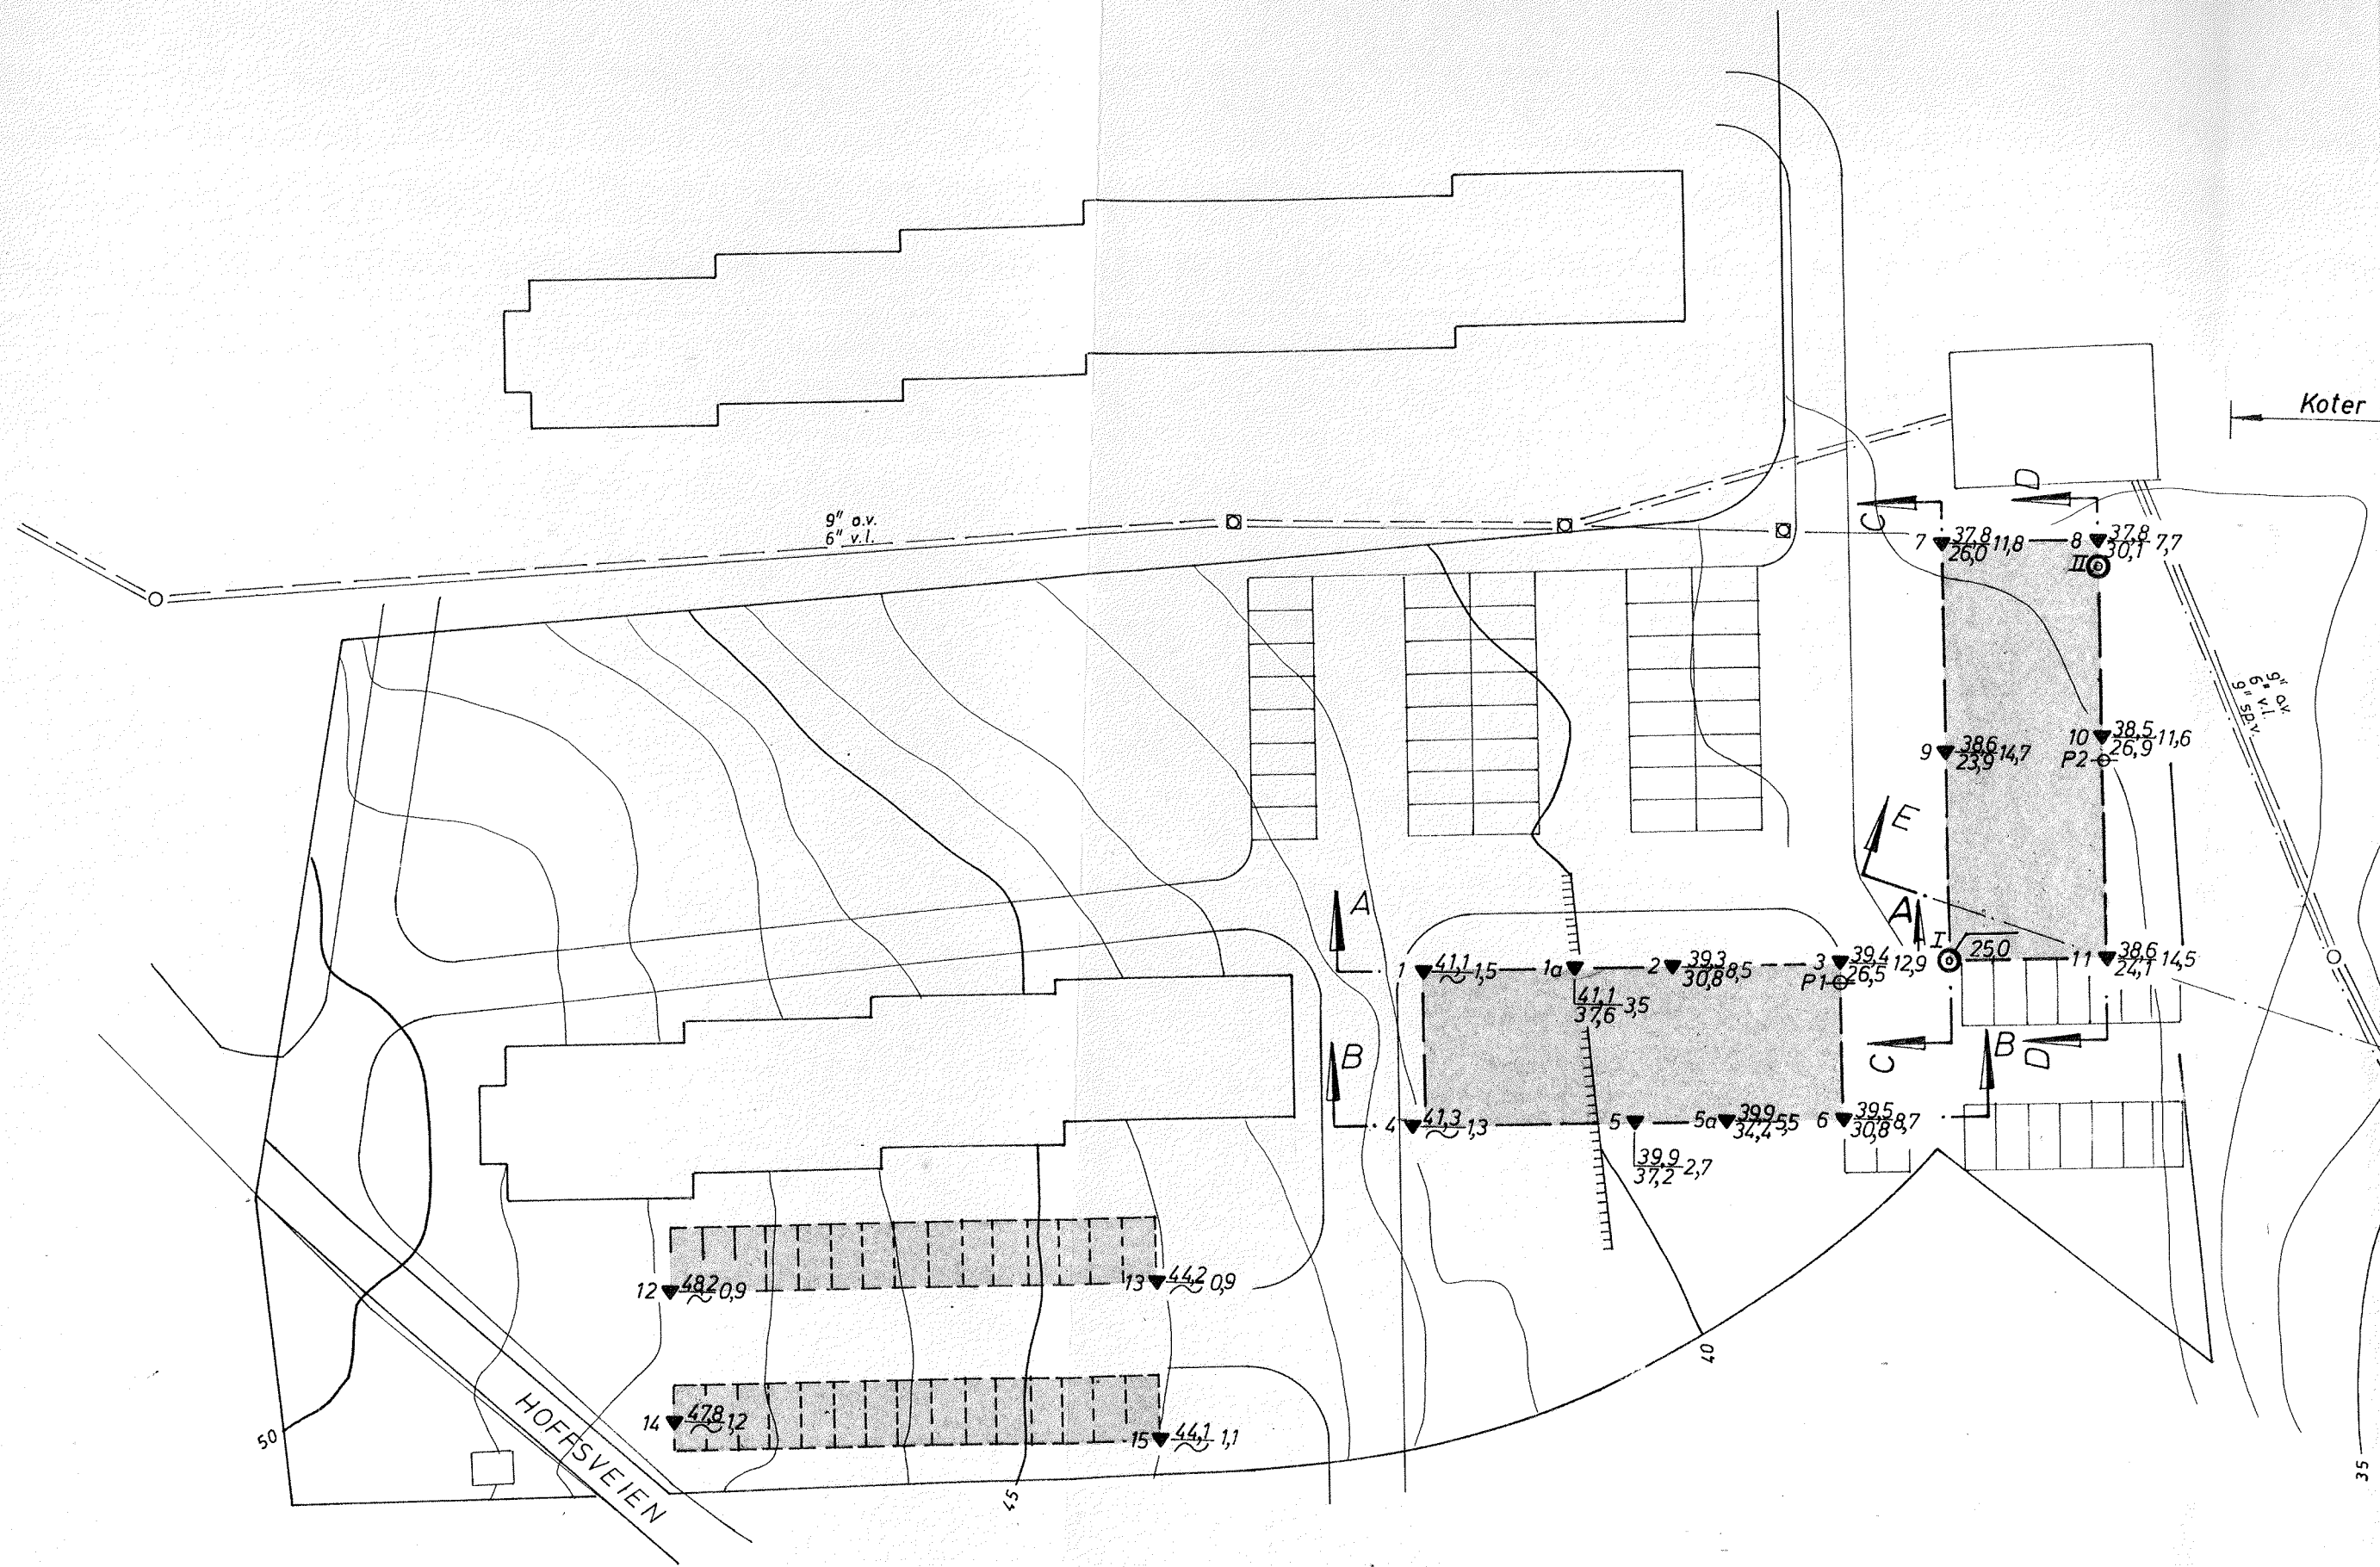 Koter
9" o.v.
6" v.l.
D
C
7 37,8 11,8
26,0
8 37,8 7,7
30,1
II
9" ov.
6" v.l.
9" sp.v.
10 38,5 11,6
26,9
P2
9 38,6 14,7
23,9
E
A
A
I 25,0
1 41,1 1,5
1a
41,1 3,5
37,6
2 39,3 8,5
30,8
3 39,4 12,9
26,5
P1
11 38,6 14,5
24,1
B
C
B
D
4 41,3 1,3
5
39,9 2,7
37,2
5a 39,9 5,5
34,4
6 39,5 8,7
30,8
12 48,2 0,9
13 44,2 0,9
40
14 47,8 1,2
15 44,1 1,1
50
HOFFSVEIEN
45
35